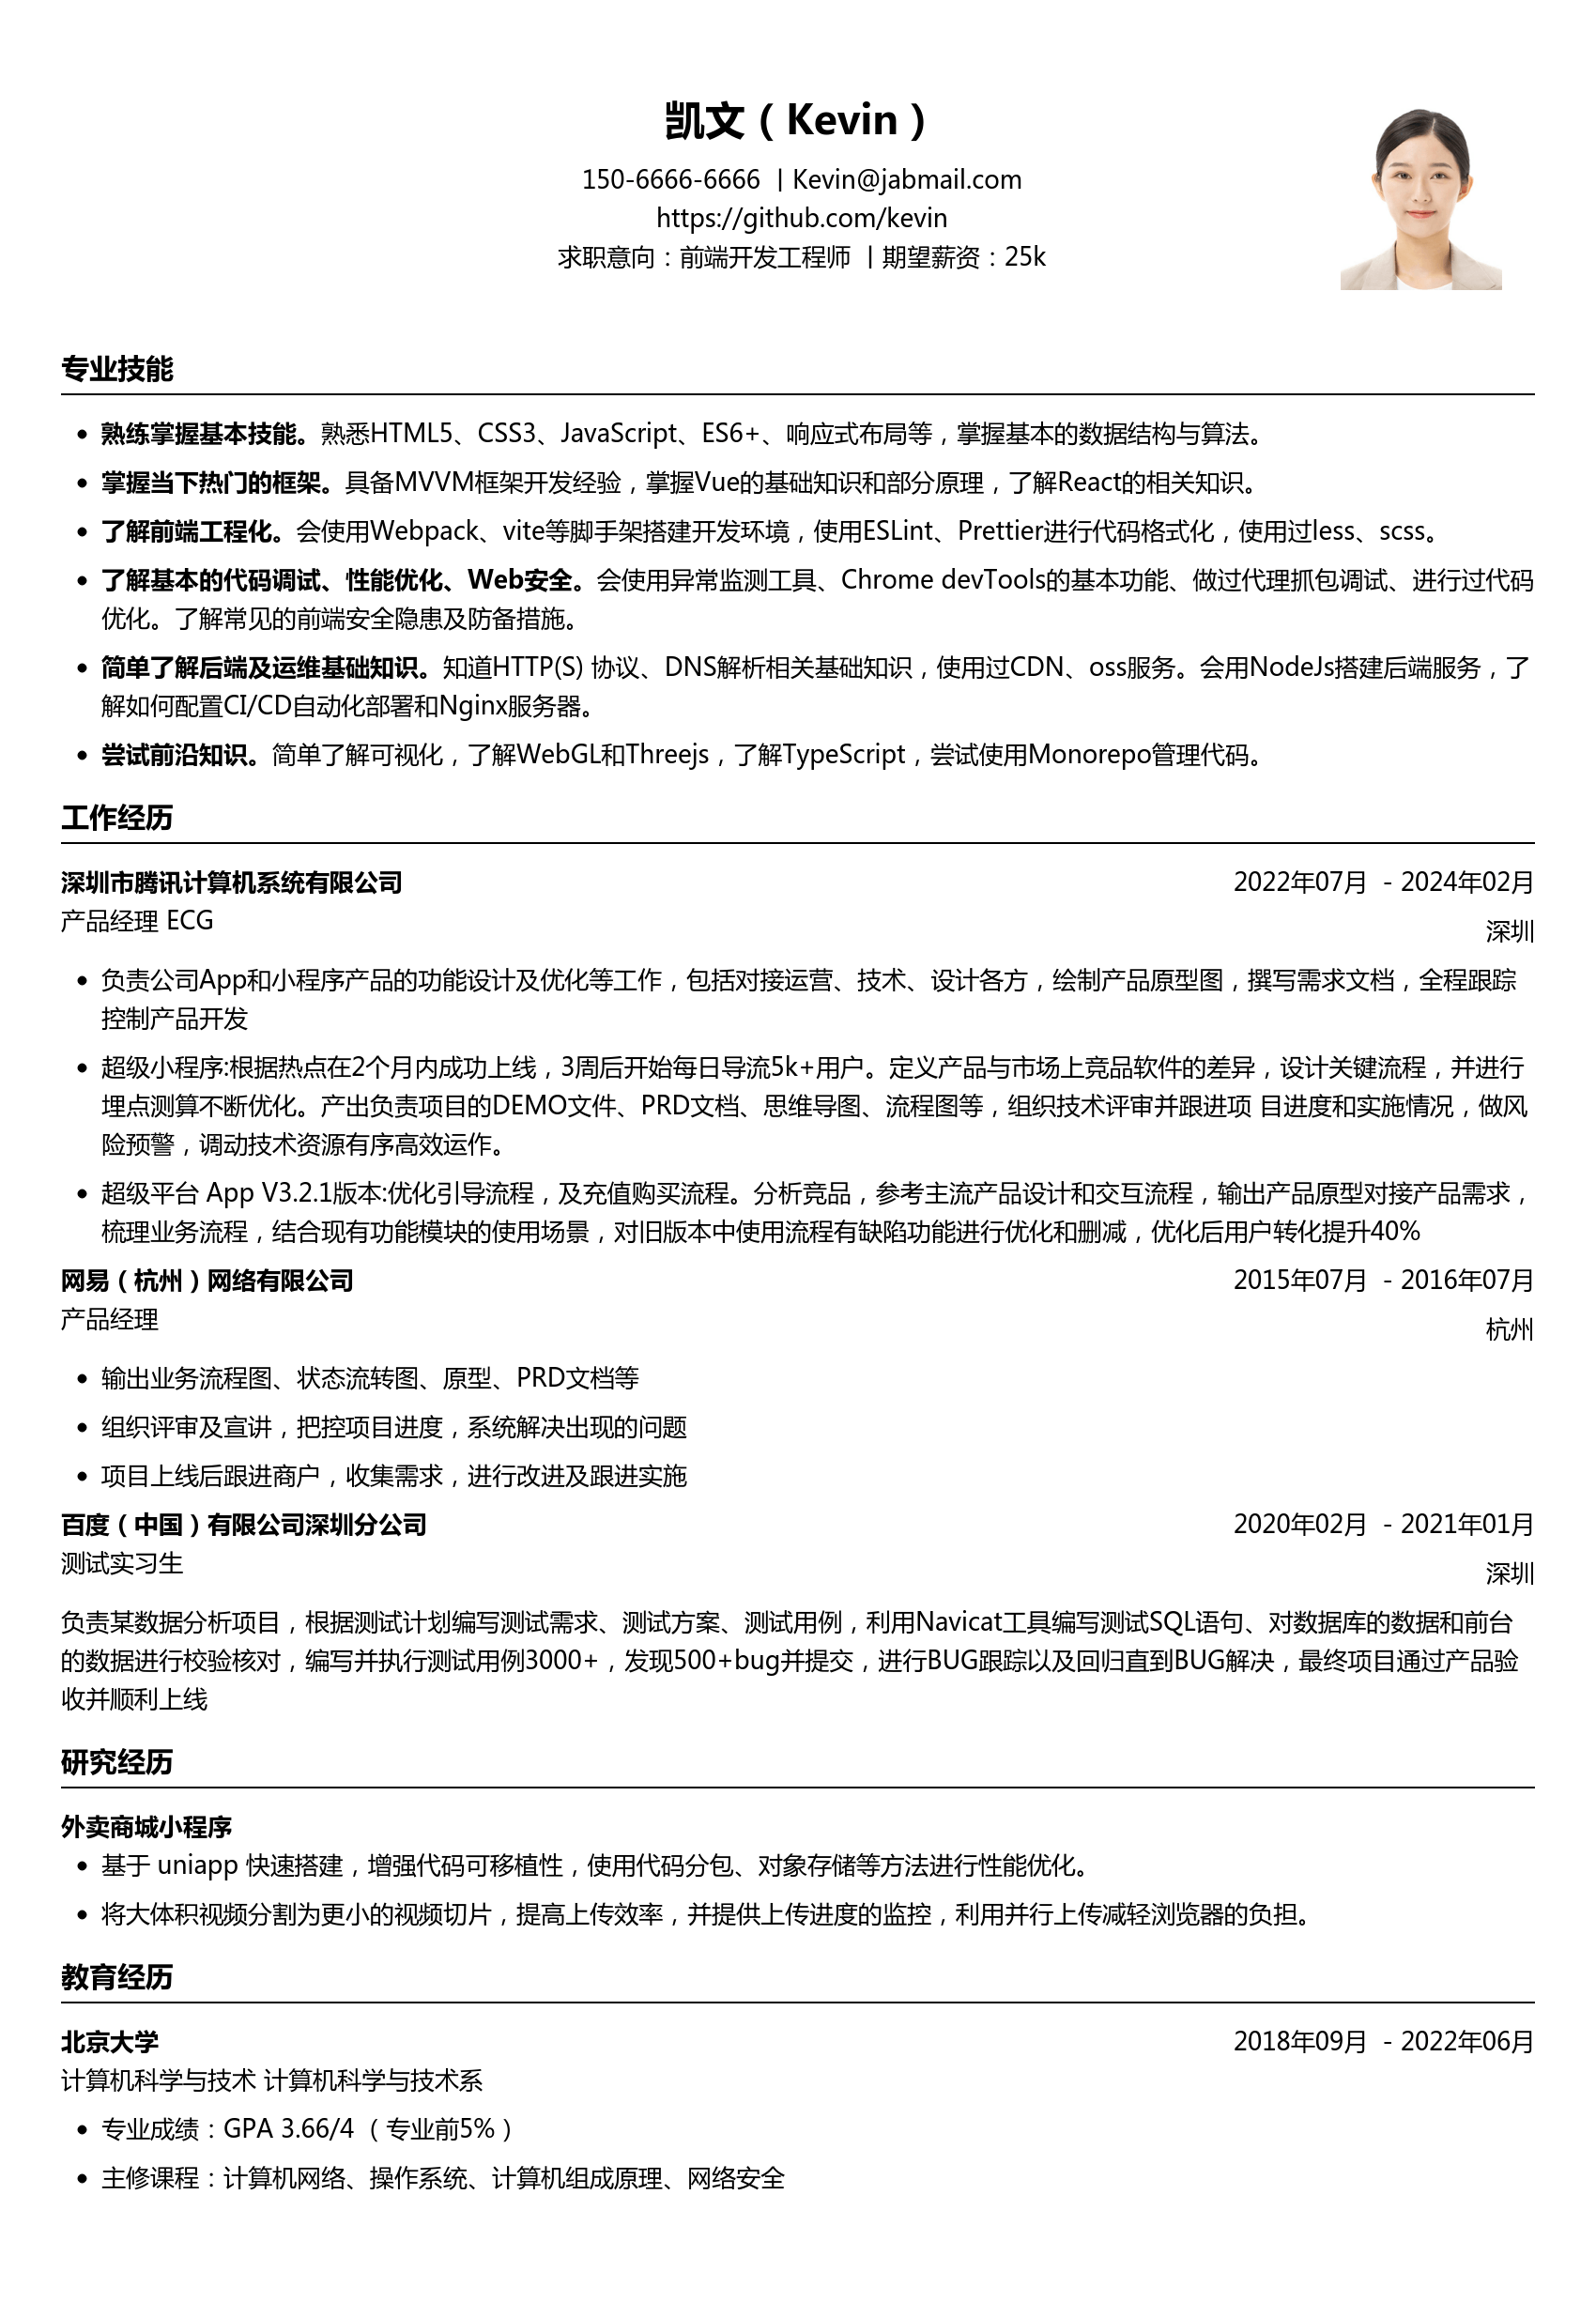 凯文（Kevin）
150-6666-6666 | Kevin@jabmail.com
https://github.com/kevin
求职意向：前端开发工程师 | 期望薪资：25k
专业技能
• 熟练掌握基本技能。熟悉HTML5、CSS3、JavaScript、ES6+、响应式布局等，掌握基本的数据结构与算法。
• 掌握当下热门的框架。具备MVVM框架开发经验，掌握Vue的基础知识和部分原理，了解React的相关知识。
• 了解前端工程化。会使用Webpack、vite等脚手架搭建开发环境，使用ESLint、Prettier进行代码格式化，使用过less、scss。
• 了解基本的代码调试、性能优化、Web安全。会使用异常监测工具、Chrome devTools的基本功能、做过代理抓包调试、进行过代码
优化。了解常见的前端安全隐患及防备措施。
• 简单了解后端及运维基础知识。知道HTTP(S) 协议、DNS解析相关基础知识，使用过CDN、oss服务。会用NodeJs搭建后端服务，了
解如何配置CI/CD自动化部署和Nginx服务器。
• 尝试前沿知识。简单了解可视化，了解WebGL和Threejs，了解TypeScript，尝试使用Monorepo管理代码。
工作经历
深圳市腾讯计算机系统有限公司 2022年07月 - 2024年02月
产品经理 ECG 深圳
• 负责公司App和小程序产品的功能设计及优化等工作，包括对接运营、技术、设计各方，绘制产品原型图，撰写需求文档，全程跟踪
控制产品开发
• 超级小程序:根据热点在2个月内成功上线，3周后开始每日导流5k+用户。定义产品与市场上竞品软件的差异，设计关键流程，并进行
埋点测算不断优化。产出负责项目的DEMO文件、PRD文档、思维导图、流程图等，组织技术评审并跟进项 目进度和实施情况，做风
险预警，调动技术资源有序高效运作。
• 超级平台 App V3.2.1版本:优化引导流程，及充值购买流程。分析竞品，参考主流产品设计和交互流程，输出产品原型对接产品需求，
梳理业务流程，结合现有功能模块的使用场景，对旧版本中使用流程有缺陷功能进行优化和删减，优化后用户转化提升40%
网易（杭州）网络有限公司 2015年07月 - 2016年07月
产品经理 杭州
• 输出业务流程图、状态流转图、原型、PRD文档等
• 组织评审及宣讲，把控项目进度，系统解决出现的问题
• 项目上线后跟进商户，收集需求，进行改进及跟进实施
百度（中国）有限公司深圳分公司 2020年02月 - 2021年01月
测试实习生 深圳
负责某数据分析项目，根据测试计划编写测试需求、测试方案、测试用例，利用Navicat工具编写测试SQL语句、对数据库的数据和前台
的数据进行校验核对，编写并执行测试用例3000+，发现500+bug并提交，进行BUG跟踪以及回归直到BUG解决，最终项目通过产品验
收并顺利上线
研究经历
外卖商城小程序
• 基于 uniapp 快速搭建，增强代码可移植性，使用代码分包、对象存储等方法进行性能优化。
• 将大体积视频分割为更小的视频切片，提高上传效率，并提供上传进度的监控，利用并行上传减轻浏览器的负担。
教育经历
北京大学 2018年09月 - 2022年06月
计算机科学与技术 计算机科学与技术系
• 专业成绩：GPA 3.66/4 （专业前5%）
• 主修课程：计算机网络、操作系统、计算机组成原理、网络安全